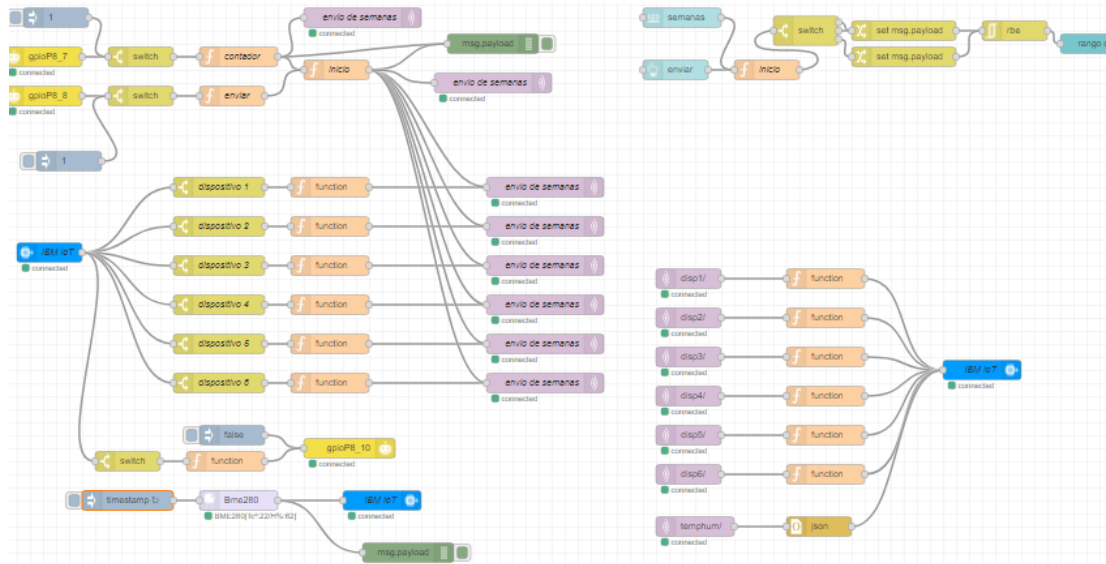 1
envio de semanas
connected
gpioP8_7
connected
switch
contador
msg.payload
Inicio
envio de semanas
connected
gpioP8_8
connected
switch
enviar
1
dispositivo 1
function
envio de semanas
connected
dispositivo 2
function
envio de semanas
connected
IBM IoT
connected
dispositivo 3
function
envio de semanas
connected
dispositivo 4
function
envio de semanas
connected
dispositivo 5
function
envio de semanas
connected
dispositivo 6
function
envio de semanas
connected
false
gpioP8_10
connected
switch
function
timestamp ↻
Bme280
BME280[ tc°:22/H%:62]
IBM IoT
connected
msg.payload
semanas
switch
set msg.payload
rbe
set msg.payload
rango
enviar
Inicio
disp1/
connected
function
disp2/
connected
function
disp3/
connected
function
IBM IoT
connected
disp4/
connected
function
disp5/
connected
function
disp6/
connected
function
temphum/
connected
json